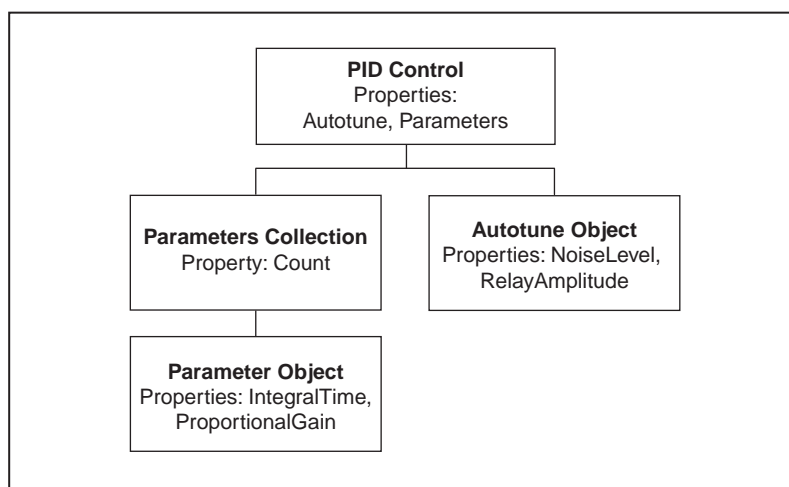 PID Control
Properties:
Autotune, Parameters
Parameters Collection
Property: Count
Autotune Object
Properties: NoiseLevel,
RelayAmplitude
Parameter Object
Properties: IntegralTime,
ProportionalGain